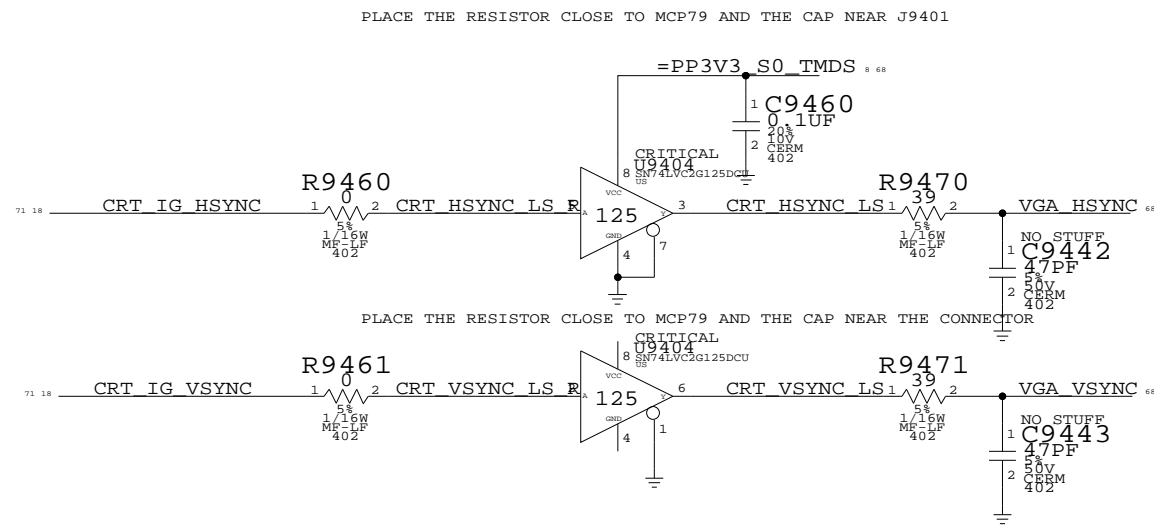 PLACE THE RESISTOR CLOSE TO MCP79 AND THE CAP NEAR J9401
=PP3V3_S0_TMDS 8 68
1 C9460
0.1UF
20%
10V
2 CERM
402
CRITICAL
U9404
8 SN74LVC2G125DCU
US
VCC
R9460
0
R9470
39
71 18 CRT_IG_HSYNC 1 2 CRT_HSYNC_LS_R A 125 Y 3 CRT_HSYNC_LS 1 2 VGA_HSYNC 68
5%
1/16W
MF-LF
402
GND
4
7
5%
1/16W
MF-LF
402
NO STUFF
1 C9442
47PF
5%
50V
2 CERM
402
PLACE THE RESISTOR CLOSE TO MCP79 AND THE CAP NEAR THE CONNECTOR
CRITICAL
U9404
8 SN74LVC2G125DCU
VCC
R9461
0
R9471
39
71 18 CRT_IG_VSYNC 1 2 CRT_VSYNC_LS_R A 125 Y 6 CRT_VSYNC_LS 1 2 VGA_VSYNC 68
5%
1/16W
MF-LF
402
GND
4
1
5%
1/16W
MF-LF
402
NO STUFF
1 C9443
47PF
5%
50V
2 CERM
402